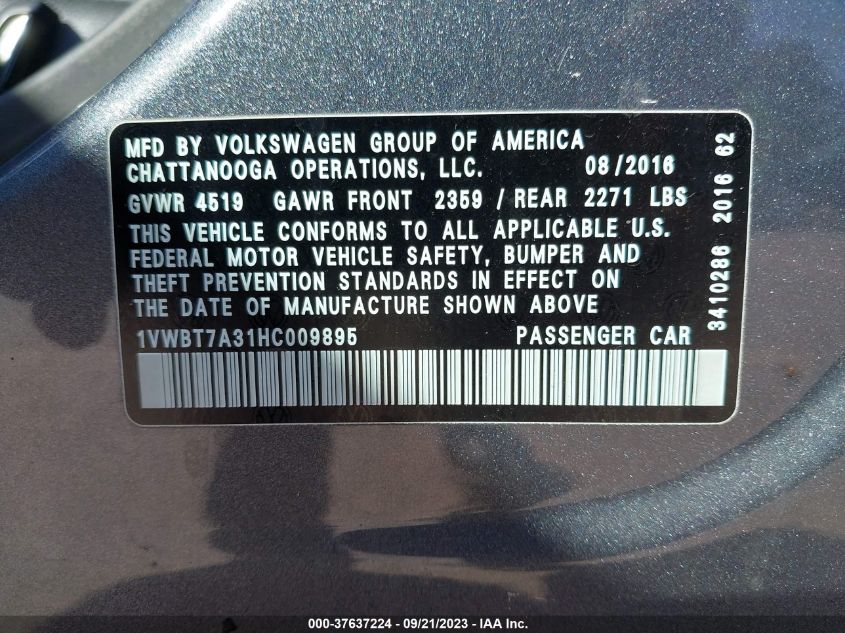 MFD BY VOLKSWAGEN GROUP OF AMERICA
CHATTANOOGA OPERATIONS, LLC. 08/2016
GVWR 4519 GAWR FRONT 2359 / REAR 2271 LBS
THIS VEHICLE CONFORMS TO ALL APPLICABLE U.S.
FEDERAL MOTOR VEHICLE SAFETY, BUMPER AND
THEFT PREVENTION STANDARDS IN EFFECT ON
THE DATE OF MANUFACTURE SHOWN ABOVE
1VWBT7A31HC009895 PASSENGER CAR
3410286 2016 62
000-37637224 - 09/21/2023 - IAA Inc.